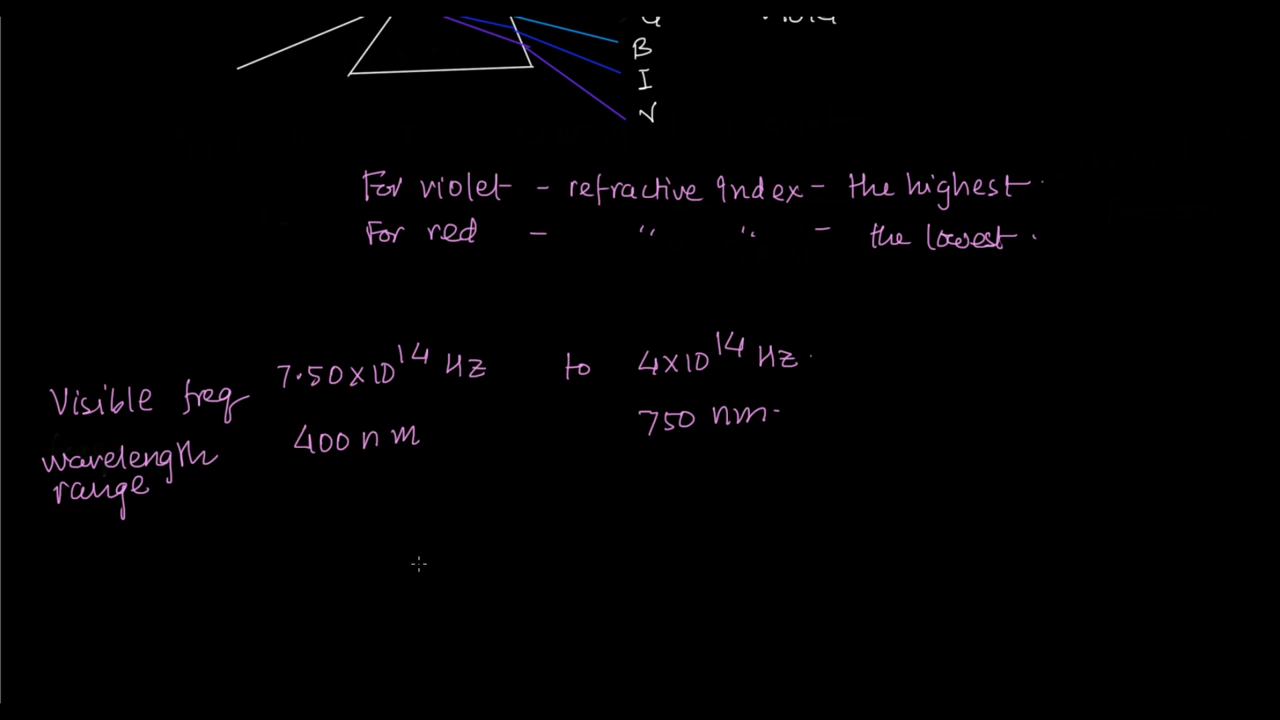 B
I
V
For violet - refractive Index - the highest.
For red - " " - the lowest.
Visible freq 7.50x10^14 Hz to 4x10^14 Hz.
wavelength range 400 nm 750 nm.